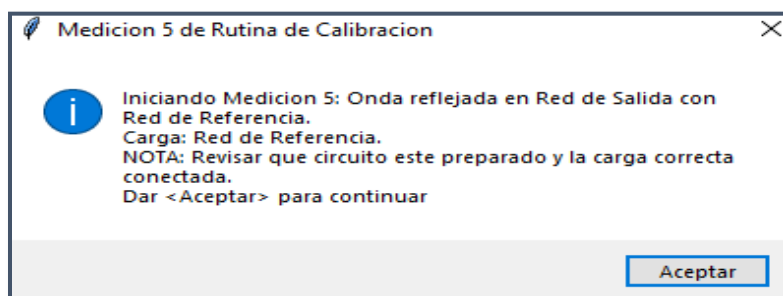 Medicion 5 de Rutina de Calibracion
Iniciando Medicion 5: Onda reflejada en Red de Salida con
Red de Referencia.
Carga: Red de Referencia.
NOTA: Revisar que circuito este preparado y la carga correcta
conectada.
Dar <Aceptar> para continuar
Aceptar